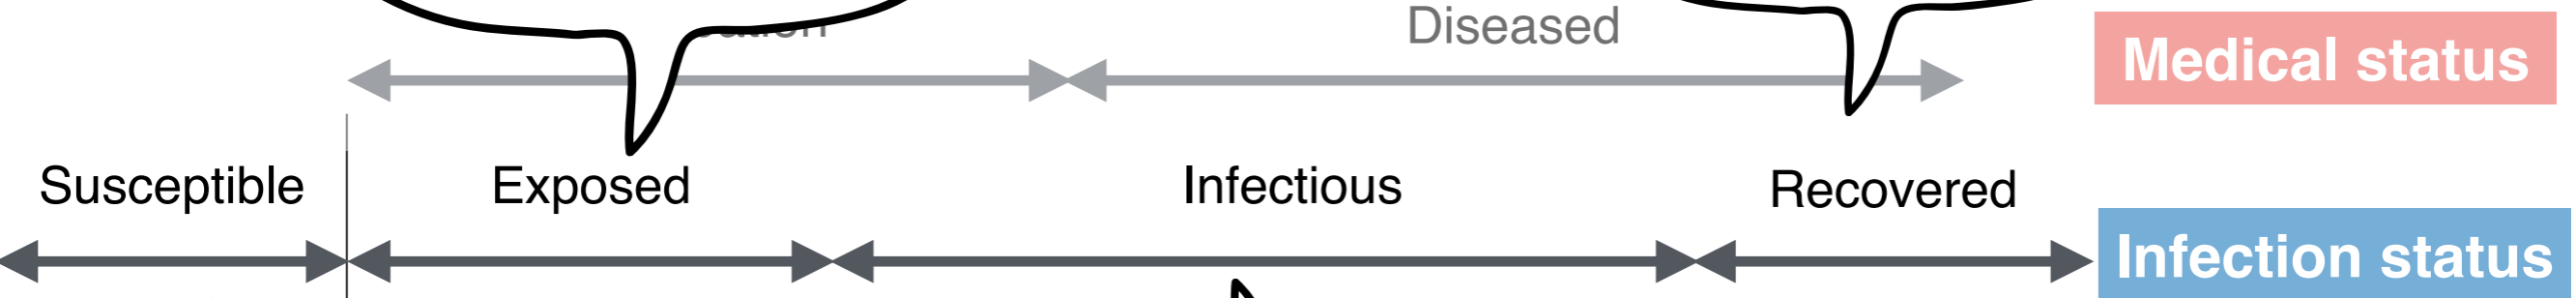 Diseased
Medical status
Susceptible Exposed Infectious Recovered
Infection status